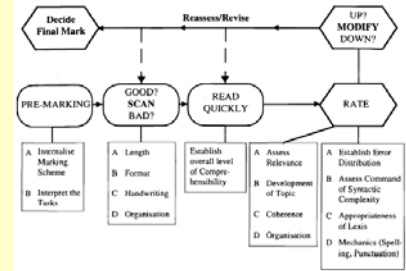 Decide
Final Mark
Reassess/Revise
UP?
MODIFY
DOWN?
PRE-MARKING
GOOD?
SCAN
BAD?
READ
QUICKLY
RATE
A Internalise
Marking
Scheme
B Interpret the
Tasks
A Length
B Format
C Handwriting
D Organisation
Establish
overall level of
Compre-
hensibility
A Assess
Relevance
B Development
of Topic
C Coherence
D Organisation
A Establish Error
Distribution
B Assess Command
of Syntactic
Complexity
C Appropriateness
of Lexis
D Mechanics (Spell-
ing, Punctuation)